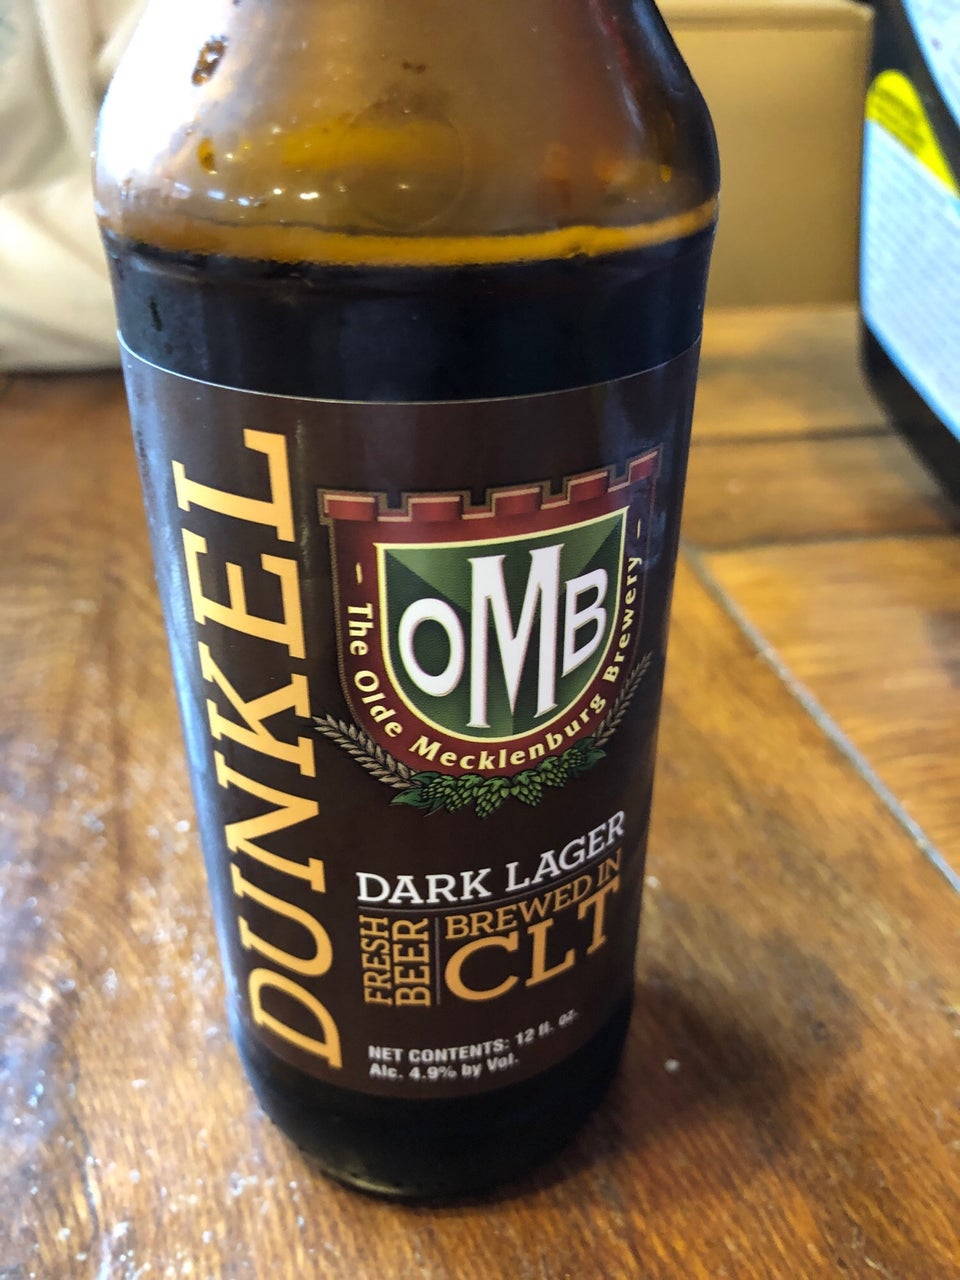 DUNKEL
OMB
- The Olde Mecklenburg Brewery -
DARK LAGER
FRESH
BEER
BREWED IN
CLT
NET CONTENTS: 12 fl. oz.
Alc. 4.9% by Vol.